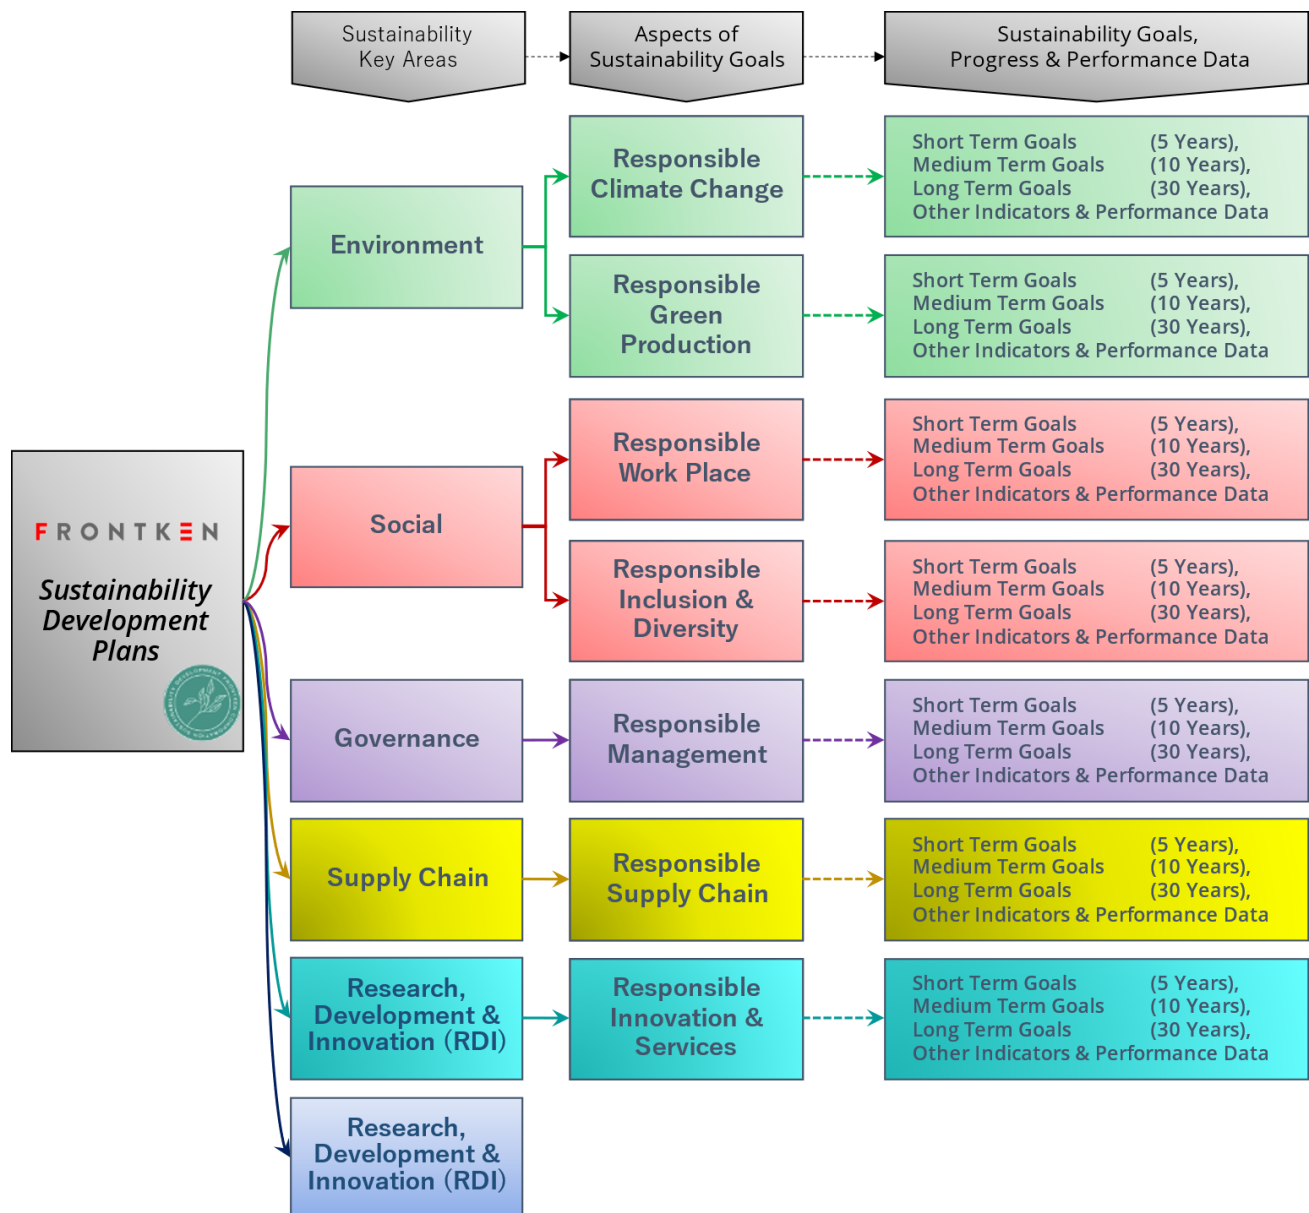 Sustainability
Key Areas
Aspects of
Sustainability Goals
Sustainability Goals,
Progress & Performance Data
FRONTKEN
Sustainability
Development
Plans
Environment
Responsible
Climate Change
Short Term Goals (5 Years),
Medium Term Goals (10 Years),
Long Term Goals (30 Years),
Other Indicators & Performance Data
Responsible
Green
Production
Short Term Goals (5 Years),
Medium Term Goals (10 Years),
Long Term Goals (30 Years),
Other Indicators & Performance Data
Social
Responsible
Work Place
Short Term Goals (5 Years),
Medium Term Goals (10 Years),
Long Term Goals (30 Years),
Other Indicators & Performance Data
Responsible
Inclusion &
Diversity
Short Term Goals (5 Years),
Medium Term Goals (10 Years),
Long Term Goals (30 Years),
Other Indicators & Performance Data
Governance
Responsible
Management
Short Term Goals (5 Years),
Medium Term Goals (10 Years),
Long Term Goals (30 Years),
Other Indicators & Performance Data
Supply Chain
Responsible
Supply Chain
Short Term Goals (5 Years),
Medium Term Goals (10 Years),
Long Term Goals (30 Years),
Other Indicators & Performance Data
Research,
Development &
Innovation (RDI)
Responsible
Innovation &
Services
Short Term Goals (5 Years),
Medium Term Goals (10 Years),
Long Term Goals (30 Years),
Other Indicators & Performance Data
Research,
Development &
Innovation (RDI)